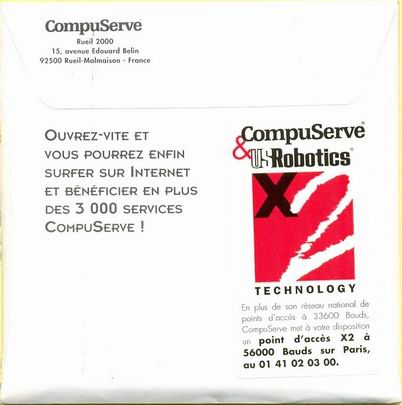 CompuServe
Rueil 2000
15, avenue Edouard Belin
92500 Rueil-Malmaison - France
OUVREZ-VITE ET
VOUS POURREZ ENFIN
SURFER SUR INTERNET
ET BÉNÉFICIER EN PLUS
DES 3 000 SERVICES
COMPUSERVE !
CompuServe®
& US Robotics®
X2
TECHNOLOGY
En plus de son réseau national de
points d'accès à 33600 Bauds,
CompuServe met à votre disposition
un point d'accès X2 à
56000 Bauds sur Paris,
au 01 41 02 03 00.